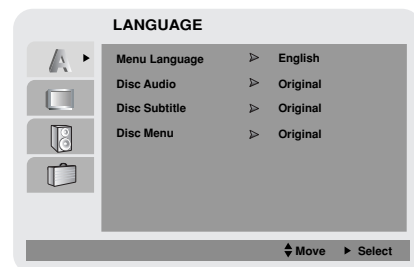 LANGUAGE
Menu Language English
Disc Audio Original
Disc Subtitle Original
Disc Menu Original
Move Select